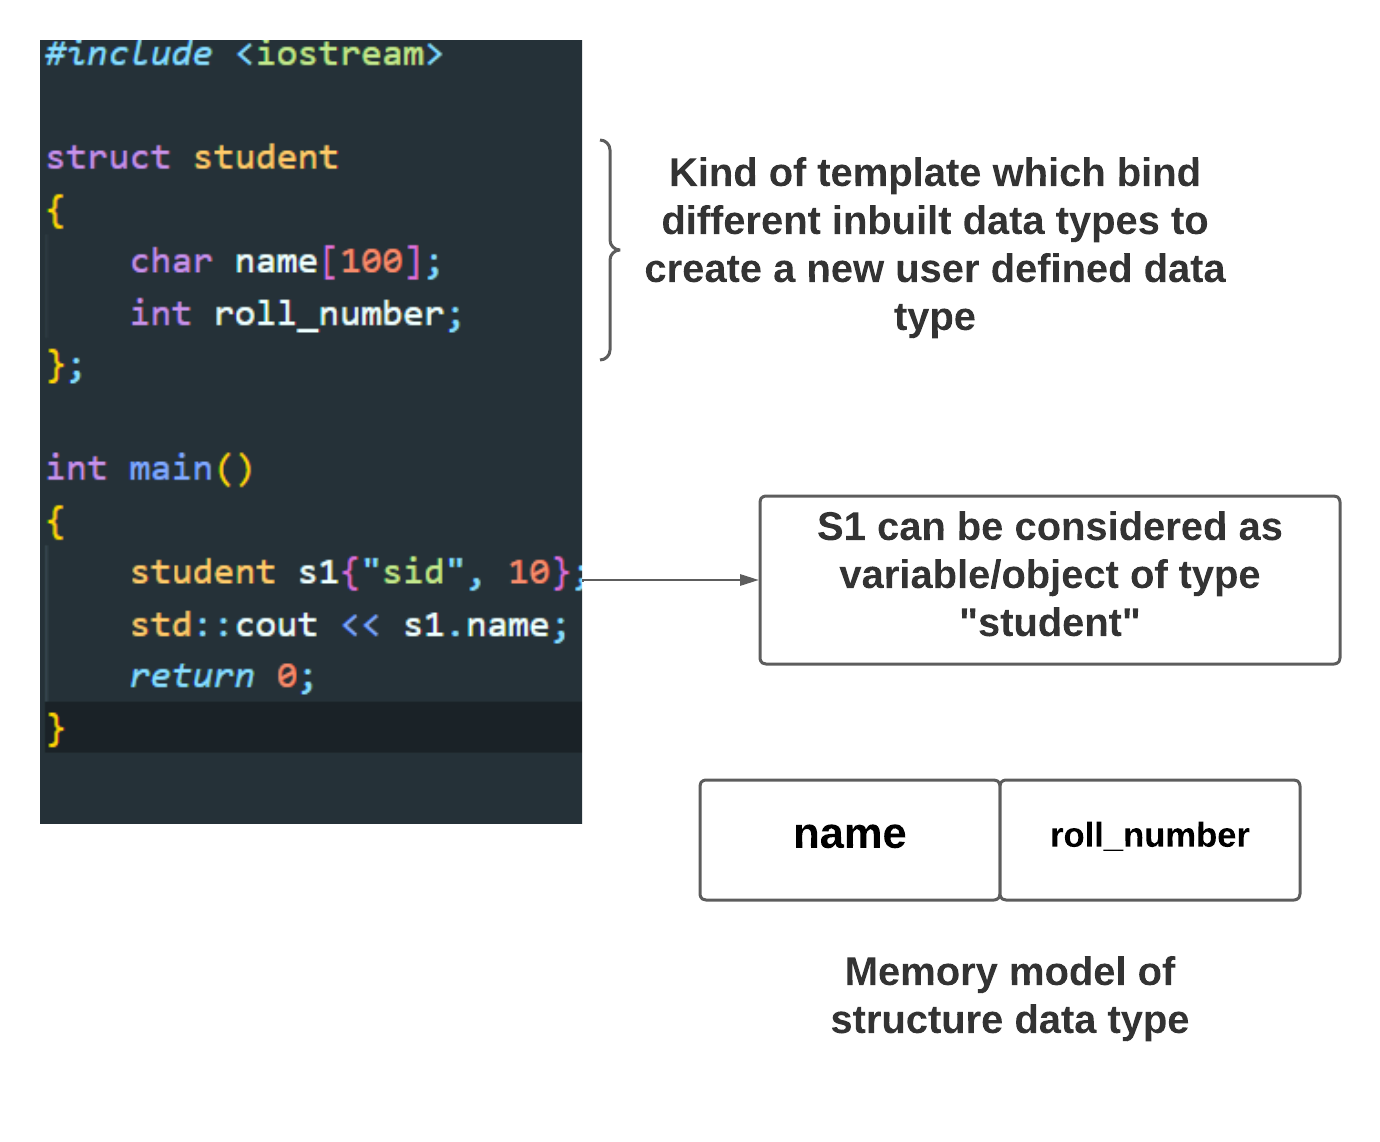 #include <iostream>
struct student
{
    char name[100];
    int roll_number;
};
int main()
{
    student s1{"sid", 10};
    std::cout << s1.name;
    return 0;
}
Kind of template which bind
different inbuilt data types to
create a new user defined data
type
S1 can be considered as
variable/object of type
"student"
name
roll_number
Memory model of
structure data type